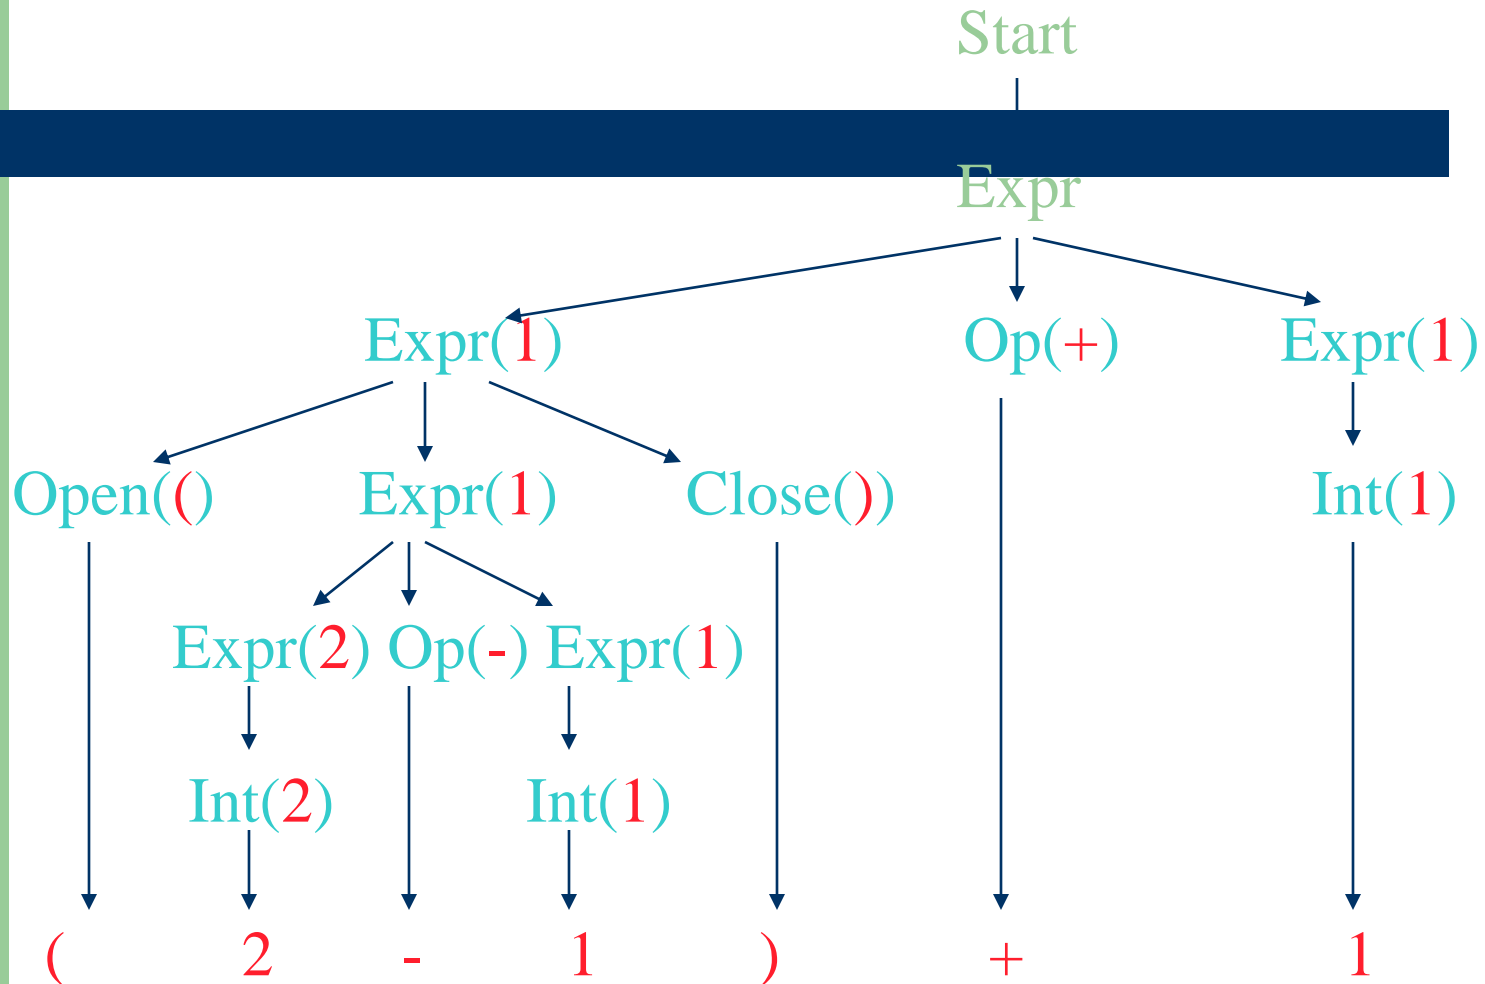 Start
Expr
Expr(1) Op(+) Expr(1)
Open(() Expr(1) Close()) Int(1)
Expr(2) Op(-) Expr(1)
Int(2) Int(1)
( 2 - 1 ) + 1